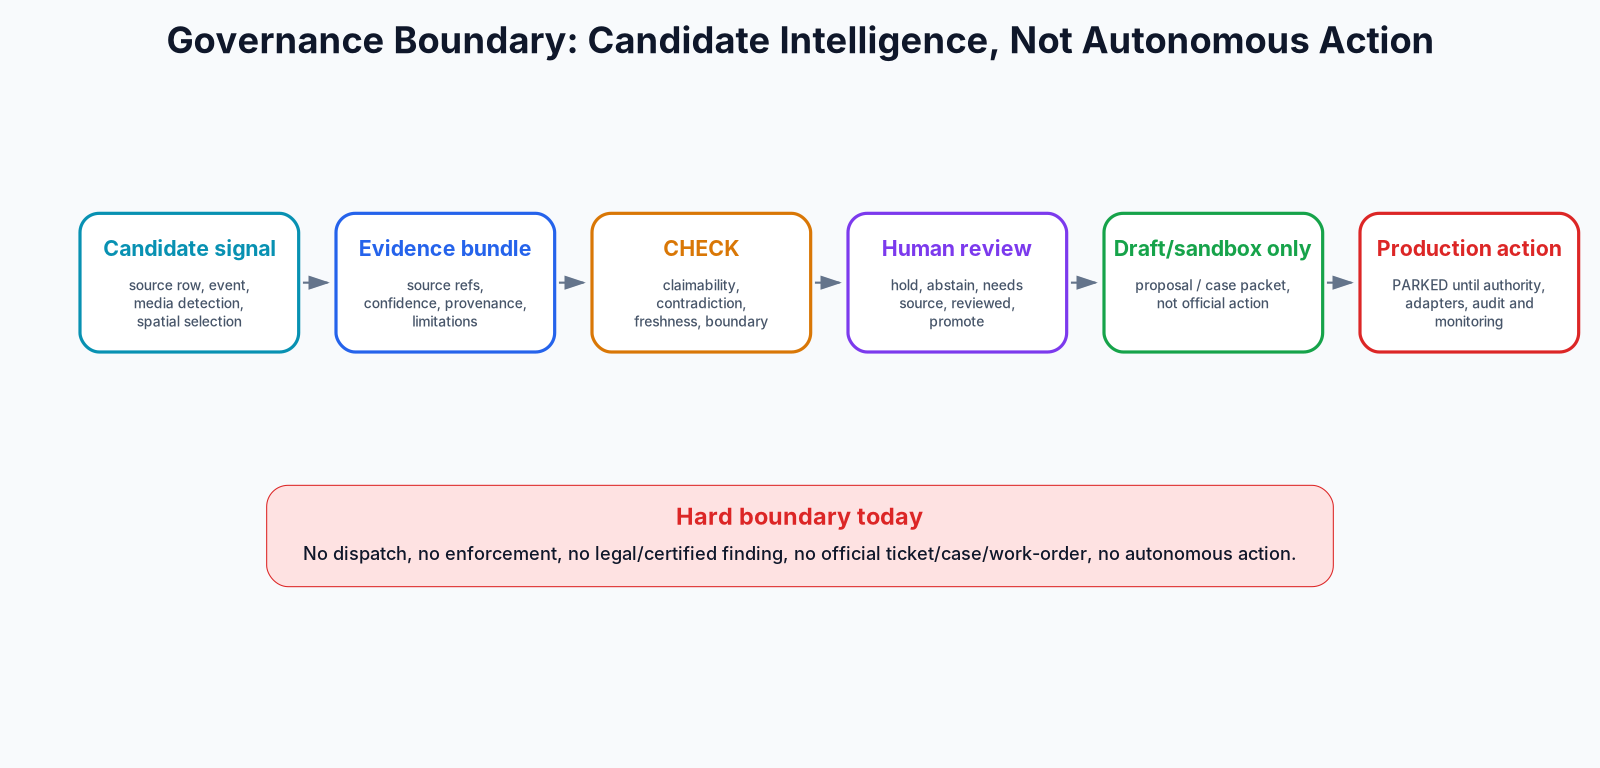 Governance Boundary: Candidate Intelligence, Not Autonomous Action
Candidate signal
source row, event,
media detection,
spatial selection
Evidence bundle
source refs,
confidence, provenance,
limitations
CHECK
claimability,
contradiction,
freshness, boundary
Human review
hold, abstain, needs
source, reviewed,
promote
Draft/sandbox only
proposal / case packet,
not official action
Production action
PARKED until authority,
adapters, audit and
monitoring
Hard boundary today
No dispatch, no enforcement, no legal/certified finding, no official ticket/case/work-order, no autonomous action.